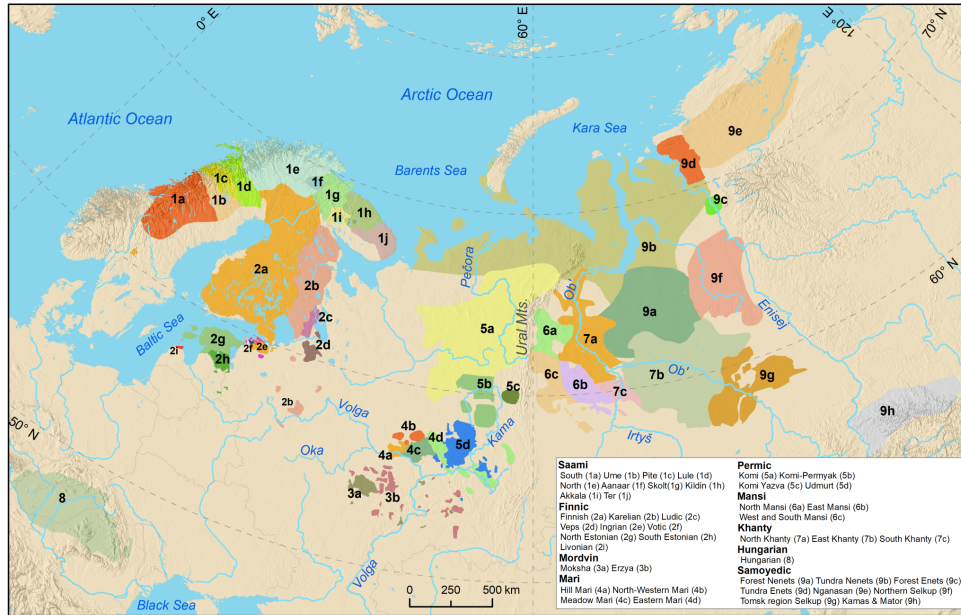 0° E
60° E
120° E
70° N
Arctic Ocean
Atlantic Ocean
Kara Sea
Barents Sea
9e
9d
9c
1c
1d
1e
1f
1a
1b
1g
1h
1i
1j
9b
2a
2b
Pečora
Ob'
9f
60° N
Enisej
9a
2c
5a
Ural Mts.
6a
7a
Baltic Sea
2g
2f
2e
2d
2i
2h
6c
6b
7c
7b
Ob'
9g
5b
5c
2b
Volga
Kama
Irtyš
9h
50° N
Oka
4b
4d
4a
4c
5d
8
3a
3b
Volga
Black Sea
0 250 500 km
Saami
South (1a) Ume (1b) Pite (1c) Lule (1d)
North (1e) Aanaar (1f) Skolt(1g) Kildin (1h)
Akkala (1i) Ter (1j)
Finnic
Finnish (2a) Karelian (2b) Ludic (2c)
Veps (2d) Ingrian (2e) Votic (2f)
North Estonian (2g) South Estonian (2h)
Livonian (2i)
Mordvin
Moksha (3a) Erzya (3b)
Mari
Hill Mari (4a) North-Western Mari (4b)
Meadow Mari (4c) Eastern Mari (4d)
Permic
Komi (5a) Komi-Permyak (5b)
Komi Yazva (5c) Udmurt (5d)
Mansi
North Mansi (6a) East Mansi (6b)
West and South Mansi (6c)
Khanty
North Khanty (7a) East Khanty (7b) South Khanty (7c)
Hungarian
Hungarian (8)
Samoyedic
Forest Nenets (9a) Tundra Nenets (9b) Forest Enets (9c)
Tundra Enets (9d) Nganasan (9e) Northern Selkup (9f)
Tomsk region Selkup (9g) Kamas & Mator (9h)